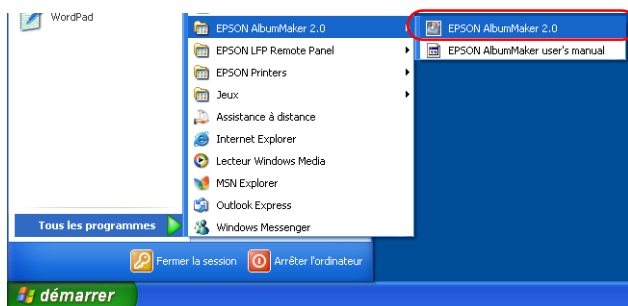 WordPad
EPSON AlbumMaker 2.0
EPSON LFP Remote Panel
EPSON Printers
Jeux
Assistance à distance
Internet Explorer
Lecteur Windows Media
MSN Explorer
Outlook Express
Windows Messenger
EPSON AlbumMaker 2.0
EPSON AlbumMaker user's manual
Tous les programmes
Fermer la session
Arrêter l'ordinateur
démarrer